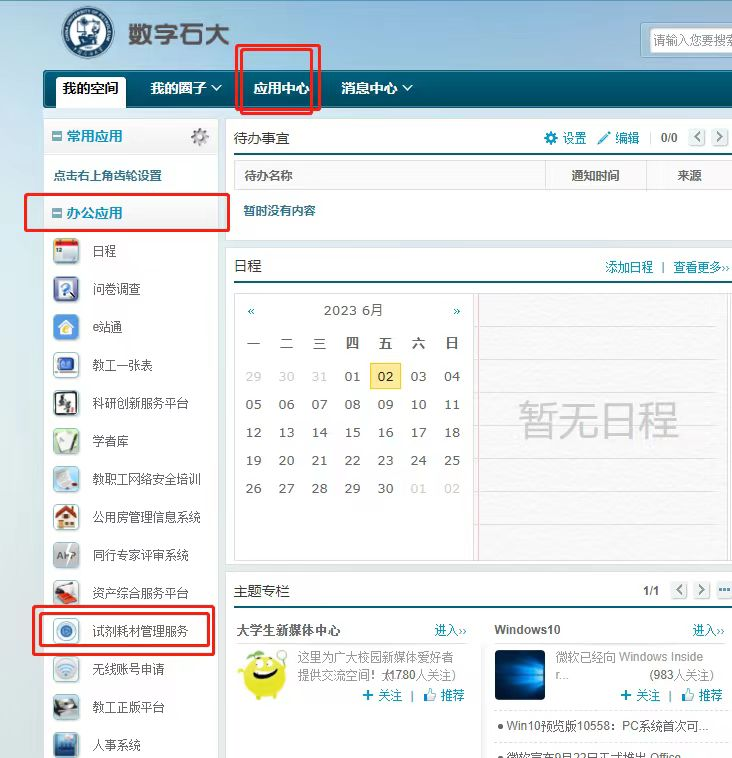 数字石大
请输入您要搜
我的空间 我的圈子 应用中心 消息中心
常用应用
点击右上角齿轮设置
办公应用
日程
问卷调查
e站通
教工一张表
科研创新服务平台
学者库
教职工网络安全培训
公用房管理信息系统
同行专家评审系统
资产综合服务平台
试剂耗材管理服务
无线账号申请
教工正版平台
人事系统
待办事宜 设置 编辑 0/0
待办名称 通知时间 来源
暂时没有内容
日程 添加日程 | 查看更多››
« 2023 6月 »
一 二 三 四 五 六 日
29 30 31 01 02 03 04
05 06 07 08 09 10 11
12 13 14 15 16 17 18
19 20 21 22 23 24 25
26 27 28 29 30 01 02
暂无日程
主题专栏 1/1
大学生新媒体中心 进入››
这里为广大校园新媒体爱好者
提供交流空间！ (1780人关注)
+ 关注 | 推荐
Windows10 进入››
微软已经向 Windows Inside
r... (983人关注)
+ 关注 | 推荐
Win10预览版10558：PC系统首次可...
微软宣布9月22日正式推出 Office